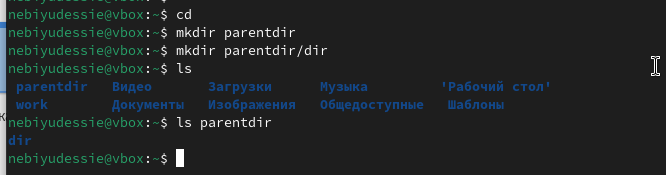 nebiyudessie@vbox:~$ cd
nebiyudessie@vbox:~$ mkdir parentdir
nebiyudessie@vbox:~$ mkdir parentdir/dir
nebiyudessie@vbox:~$ ls
parentdir Видео Загрузки Музыка 'Рабочий стол'
work Документы Изображения Общедоступные Шаблоны
nebiyudessie@vbox:~$ ls parentdir
dir
nebiyudessie@vbox:~$